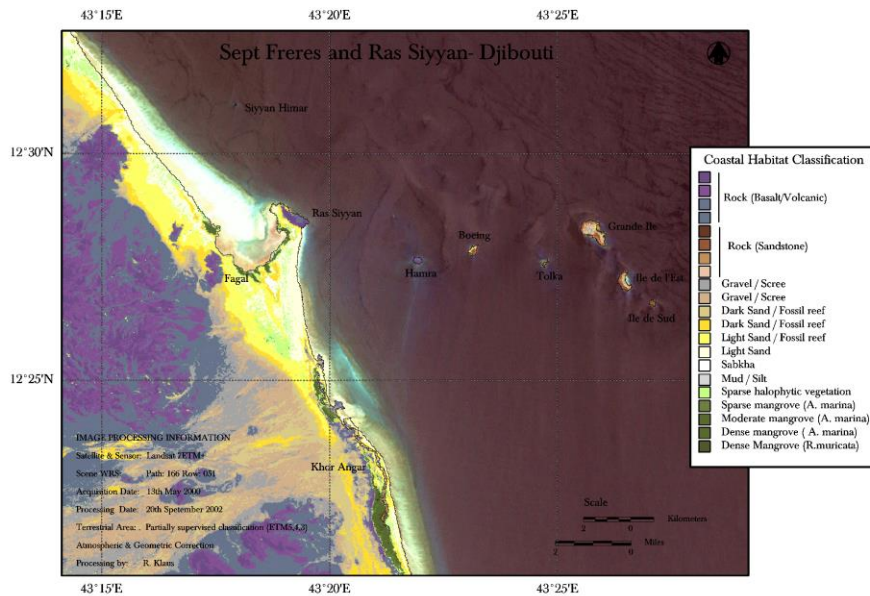 43°15'E 43°20'E 43°25'E
Sept Freres and Ras Siyyan- Djibouti
Siyyan Himar
12°30'N
Ras Siyyan
Fagal
Hamra
Boeing
Tolka
Grande Ile
Ile de l'Est
Ile de Sud
12°25'N
Khor Angar
12°20'N
Coastal Habitat Classification
Rock (Basalt/Volcanic)
Rock (Sandstone)
Gravel / Scree
Gravel / Scree
Dark Sand / Fossil reef
Dark Sand / Fossil reef
Light Sand / Fossil reef
Light Sand
Sabkha
Mud / Silt
Sparse halophytic vegetation
Sparse mangrove (A. marina)
Moderate mangrove (A. marina)
Dense mangrove ( A. marina)
Dense Mangrove (R.muricata)
IMAGE PROCESSING INFORMATION
Satellite & Sensor: Landsat 7ETM+
Scene WRS: Path: 166 Row: 051
Acquisition Date: 13th May 2000
Processing Date: 20th Spetember 2002
Terrestrial Area: . Partially supervised classification (ETM5,4,3)
Atmospheric & Geometric Correction
Processing by: R. Klaus
Scale
2 0 Kilometers
2 0 Miles
43°15'E 43°20'E 43°25'E